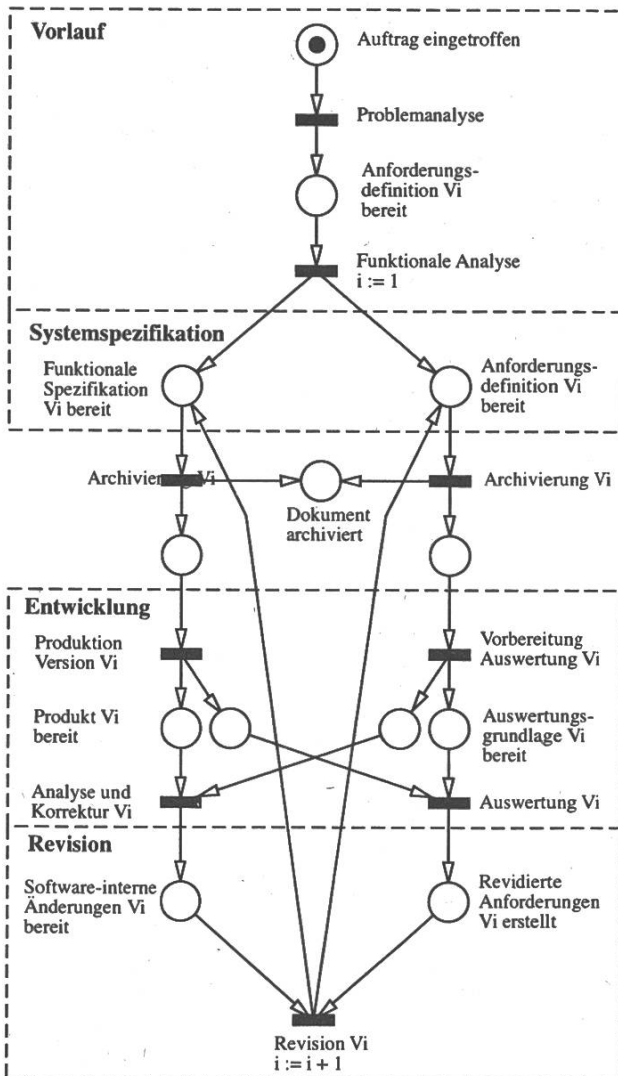 Vorlauf
Auftrag eingetroffen
Problemanalyse
Anforderungs-
definition Vi
bereit
Funktionale Analyse
i := 1
Systemspezifikation
Funktionale
Spezifikation
Vi bereit
Anforderungs-
definition Vi
bereit
Archivierung Vi
Archivierung Vi
Dokument
archiviert
Entwicklung
Produktion
Version Vi
Vorbereitung
Auswertung Vi
Produkt Vi
bereit
Auswertungs-
grundlage Vi
bereit
Analyse und
Korrektur Vi
Auswertung Vi
Revision
Software-interne
Änderungen Vi
bereit
Revidierte
Anforderungen
Vi erstellt
Revision Vi
i := i + 1